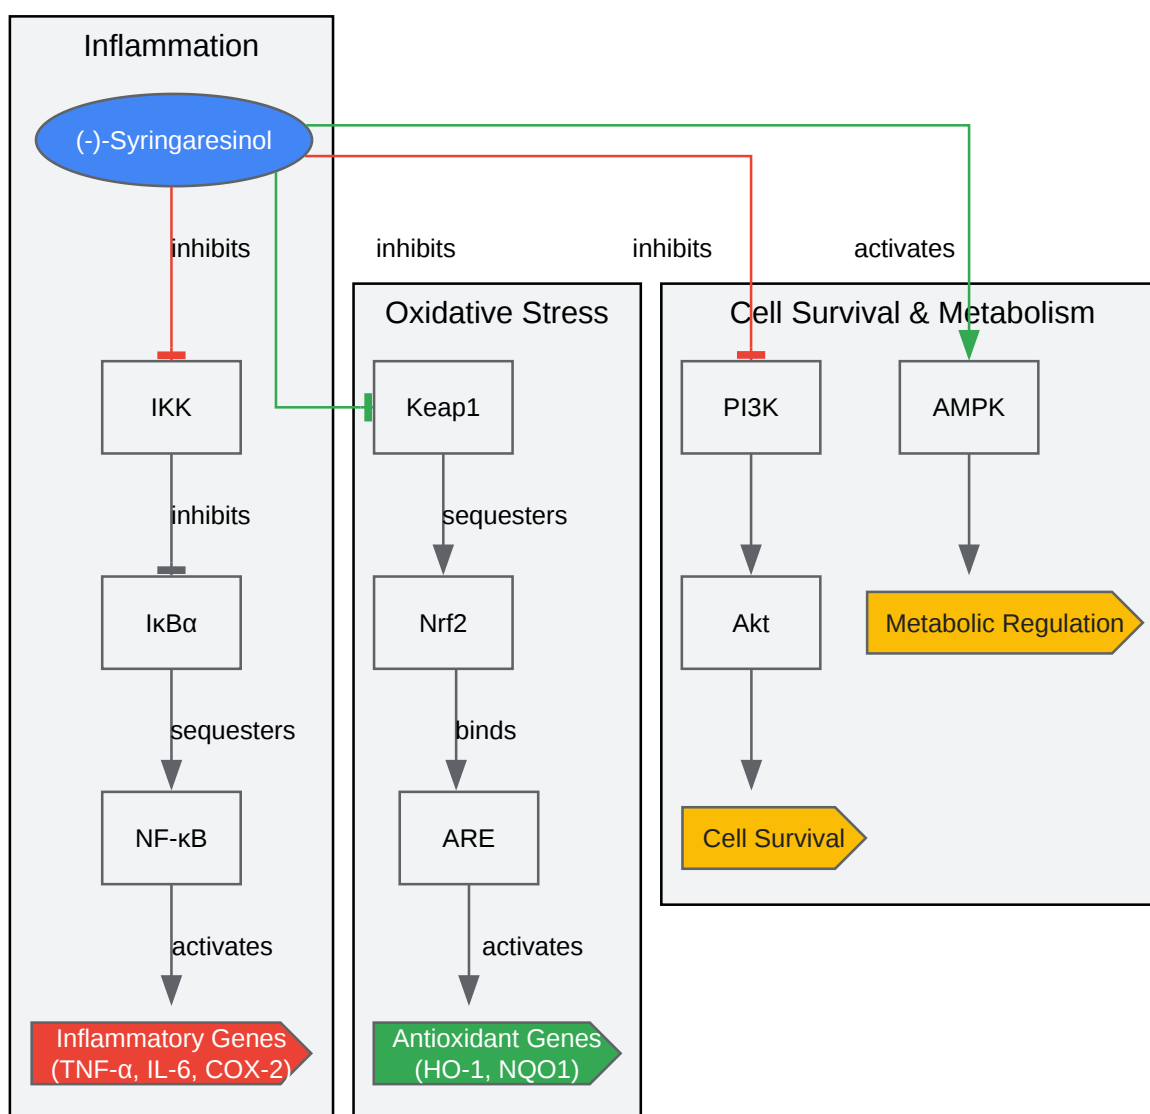 Inflammation
(-)-Syringaresinol
inhibits
inhibits
inhibits
activates
Oxidative Stress
Cell Survival & Metabolism
IKK
Keap1
PI3K
AMPK
inhibits
sequesters
IκBα
Nrf2
Akt
Metabolic Regulation
sequesters
binds
NF-κB
ARE
Cell Survival
activates
activates
Inflammatory Genes
(TNF-α, IL-6, COX-2)
Antioxidant Genes
(HO-1, NQO1)